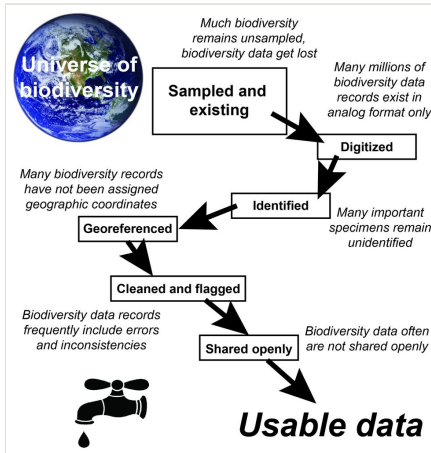 Universe of
biodiversity
Much biodiversity
remains unsampled,
biodiversity data get lost
Sampled and
existing
Many millions of
biodiversity data
records exist in
analog format only
Digitized
Many biodiversity records
have not been assigned
geographic coordinates
Identified
Many important
specimens remain
unidentified
Georeferenced
Cleaned and flagged
Biodiversity data records
frequently include errors
and inconsistencies
Shared openly
Biodiversity data often
are not shared openly
Usable data